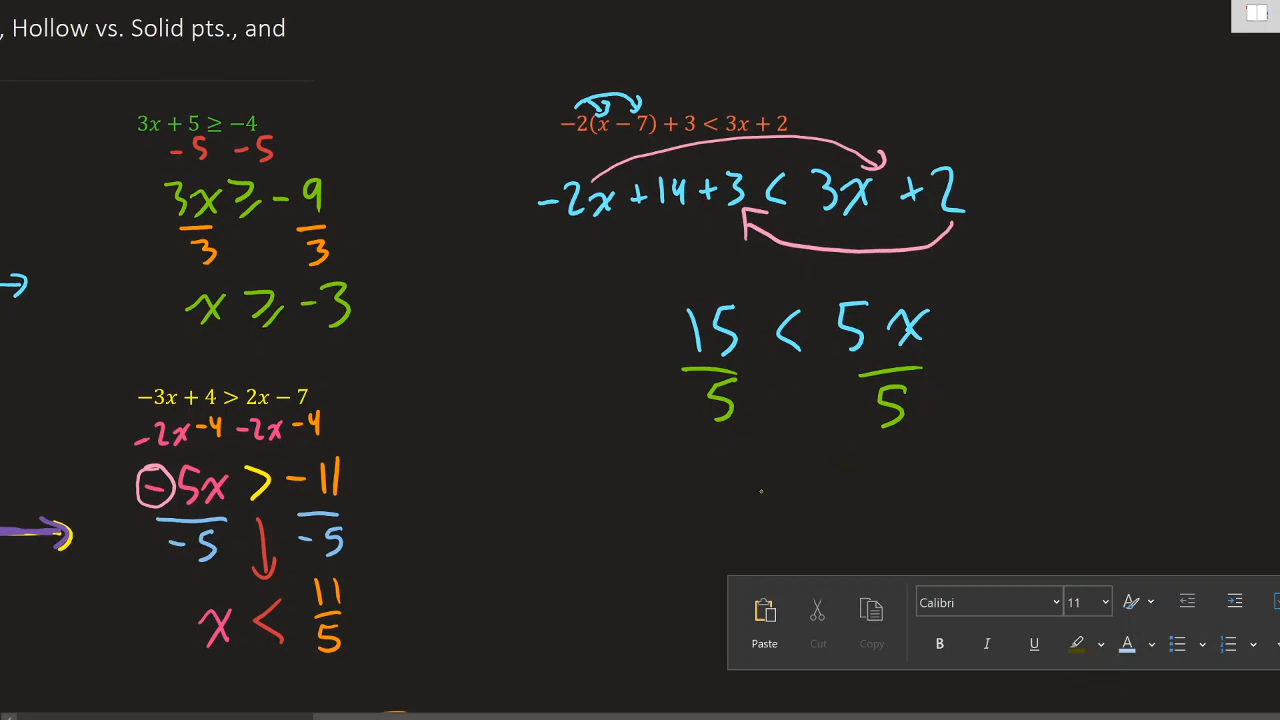 , Hollow vs. Solid pts., and
3x + 5 ≥ −4
-5 -5
3x ≥ -9
3 3
x ≥ -3
−3x + 4 > 2x − 7
-2x -4 -2x -4
-5x > -11
-5 -5
x < 11/5
−2(x − 7) + 3 < 3x + 2
-2x + 14 + 3 < 3x + 2
15 < 5x
5 5
Calibri 11
Paste Cut Copy B I U A